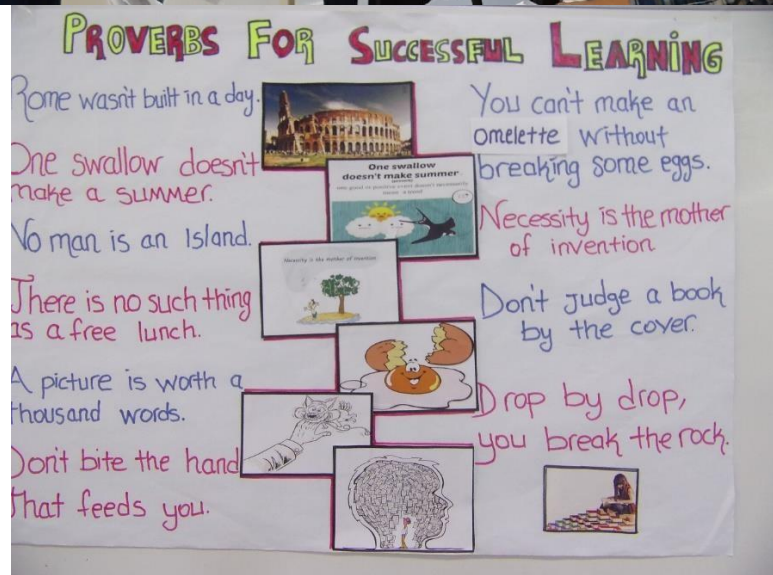 PROVERBS FOR SUCCESSFUL LEARNING
Rome wasn't built in a day.
One swallow doesn't
make a summer.
No man is an Island.
There is no such thing
as a free lunch.
A picture is worth a
thousand words.
Don't bite the hand
that feeds you.
One swallow
doesn't make summer
Necessity is the mother of invention
You can't make an
omelette without
breaking some eggs.
Necessity is the mother
of invention
Don't judge a book
by the cover.
Drop by drop,
you break the rock.